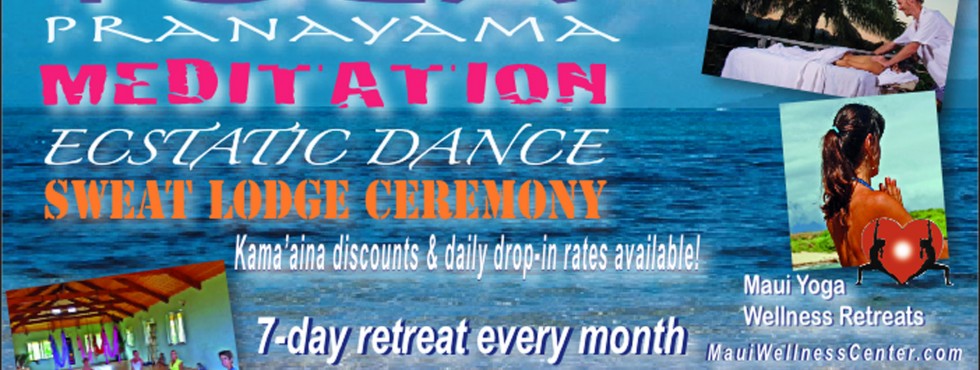 PRANAYAMA
MEDITATION
ECSTATIC DANCE
SWEAT LODGE CEREMONY
Kama'aina discounts & daily drop-in rates available!
7-day retreat every month
Maui Yoga
Wellness Retreats
MauiWellnessCenter.com